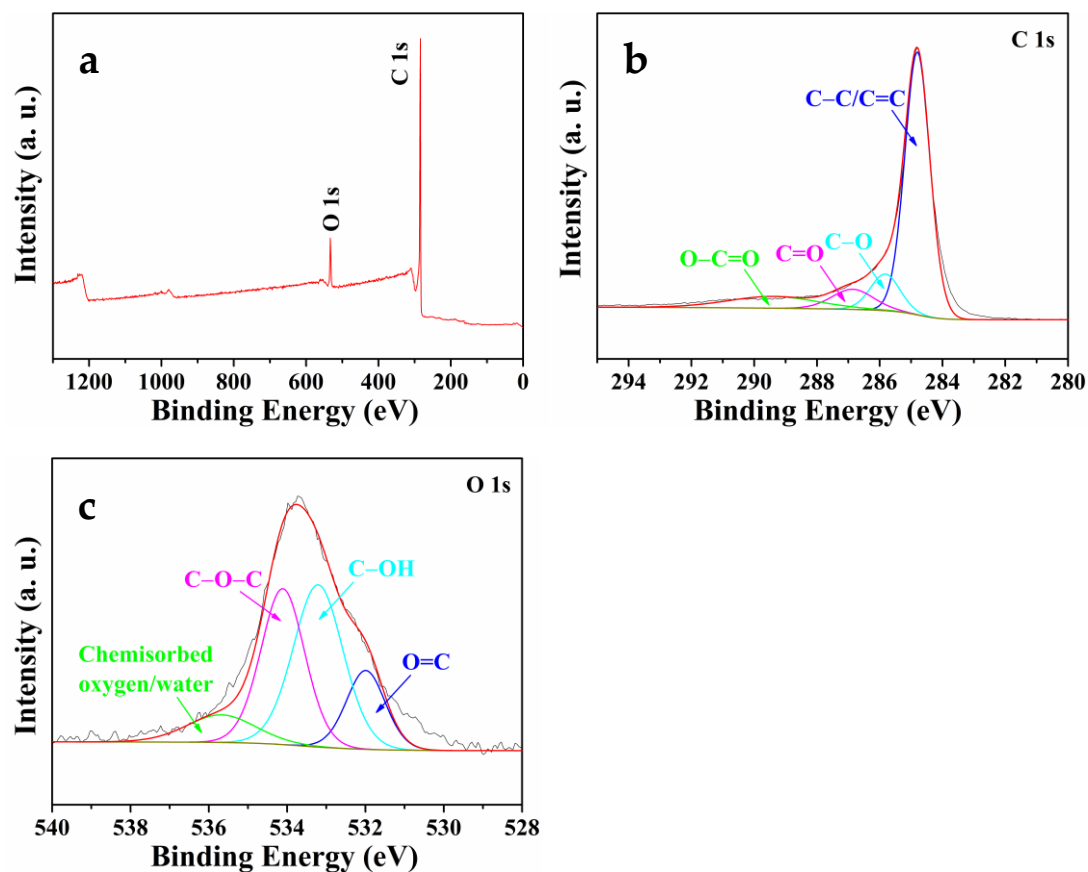 a
C 1s
O 1s
Intensity (a. u.)
1200 1000 800 600 400 200 0
Binding Energy (eV)
b
C 1s
C–C/C=C
C–O
C=O
O–C=O
Intensity (a. u.)
294 292 290 288 286 284 282 280
Binding Energy (eV)
c
O 1s
C–O–C
C–OH
O=C
Chemisorbed
oxygen/water
Intensity (a. u.)
540 538 536 534 532 530 528
Binding Energy (eV)